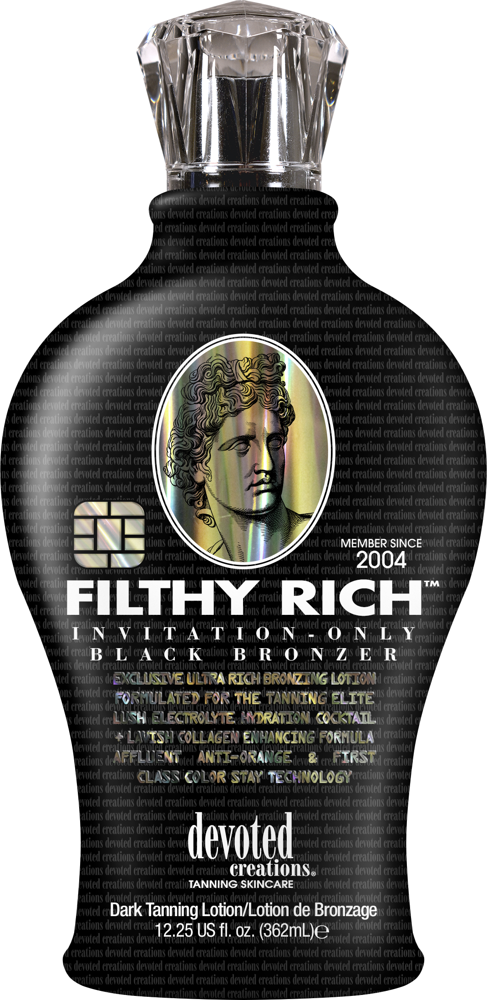 MEMBER SINCE
2004
FILTHY RICH™
INVITATION-ONLY
BLACK BRONZER
EXCLUSIVE ULTRA RICH BRONZING LOTION
FORMULATED FOR THE TANNING ELITE
LUSH ELECTROLYTE HYDRATION COCKTAIL
+ LAVISH COLLAGEN ENHANCING FORMULA
AFFLUENT ANTI-ORANGE & FIRST
CLASS COLOR STAY TECHNOLOGY
devoted
creations®
TANNING SKINCARE
Dark Tanning Lotion/Lotion de Bronzage
12.25 US fl. oz. (362mL)℮